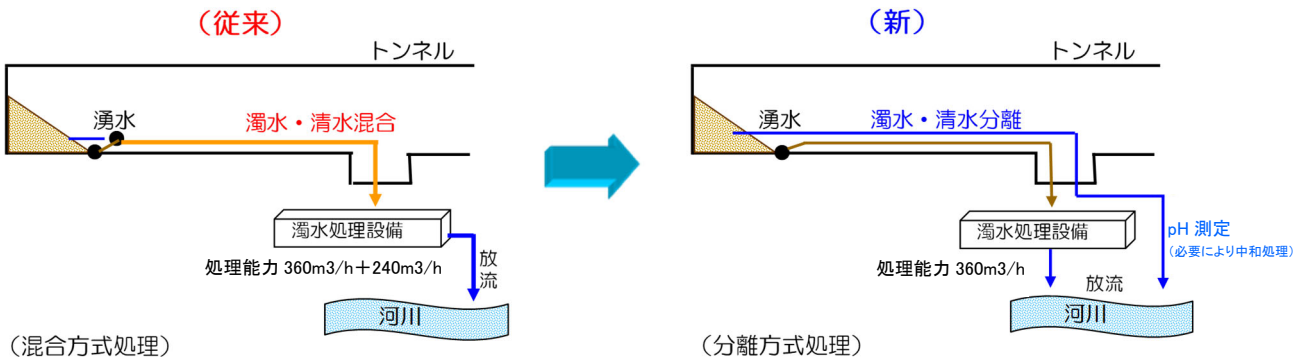 （従来）
トンネル
湧水
濁水・清水混合
濁水処理設備
処理能力 360m3/h＋240m3/h
放流
河川
（混合方式処理）
（新）
トンネル
湧水
濁水・清水分離
濁水処理設備
pH 測定
（必要により中和処理）
処理能力 360m3/h
放流
河川
（分離方式処理）